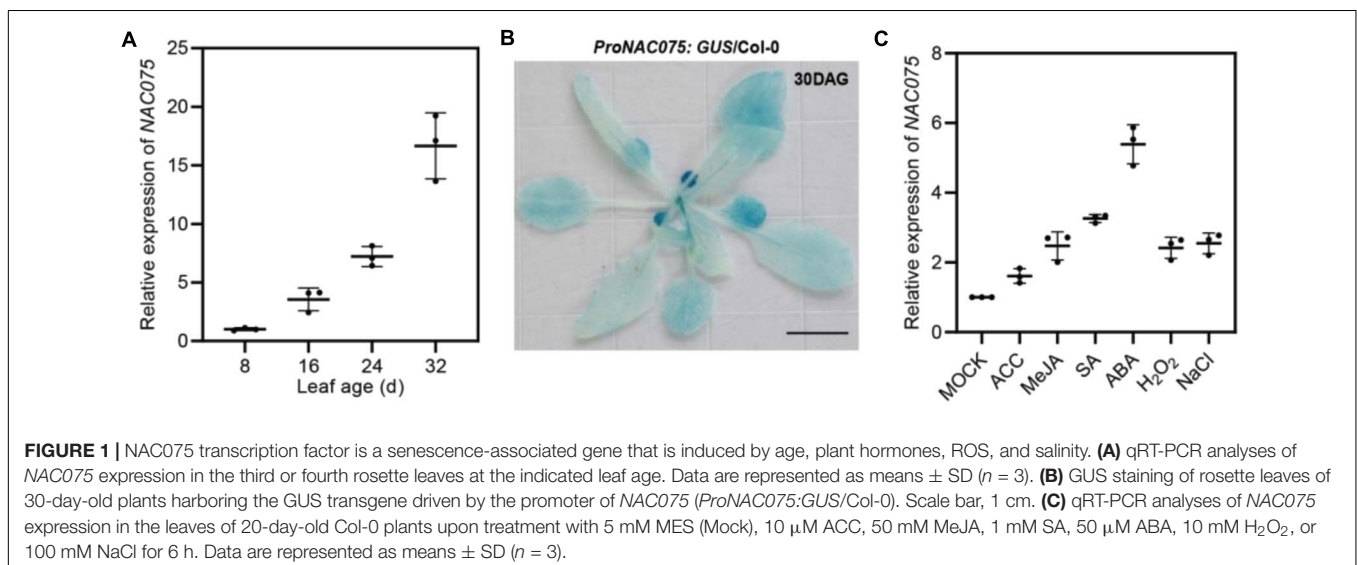 A
25
20
15
10
5
0
Relative expression of NAC075
8 16 24 32
Leaf age (d)
B
ProNAC075: GUS/Col-0
30DAG
C
8
6
4
2
0
Relative expression of NAC075
MOCK ACC MeJA SA ABA H₂O₂ NaCl
FIGURE 1 | NAC075 transcription factor is a senescence-associated gene that is induced by age, plant hormones, ROS, and salinity. (A) qRT-PCR analyses of
NAC075 expression in the third or fourth rosette leaves at the indicated leaf age. Data are represented as means ± SD (n = 3). (B) GUS staining of rosette leaves of
30-day-old plants harboring the GUS transgene driven by the promoter of NAC075 (ProNAC075:GUS/Col-0). Scale bar, 1 cm. (C) qRT-PCR analyses of NAC075
expression in the leaves of 20-day-old Col-0 plants upon treatment with 5 mM MES (Mock), 10 μM ACC, 50 mM MeJA, 1 mM SA, 50 μM ABA, 10 mM H₂O₂, or
100 mM NaCl for 6 h. Data are represented as means ± SD (n = 3).